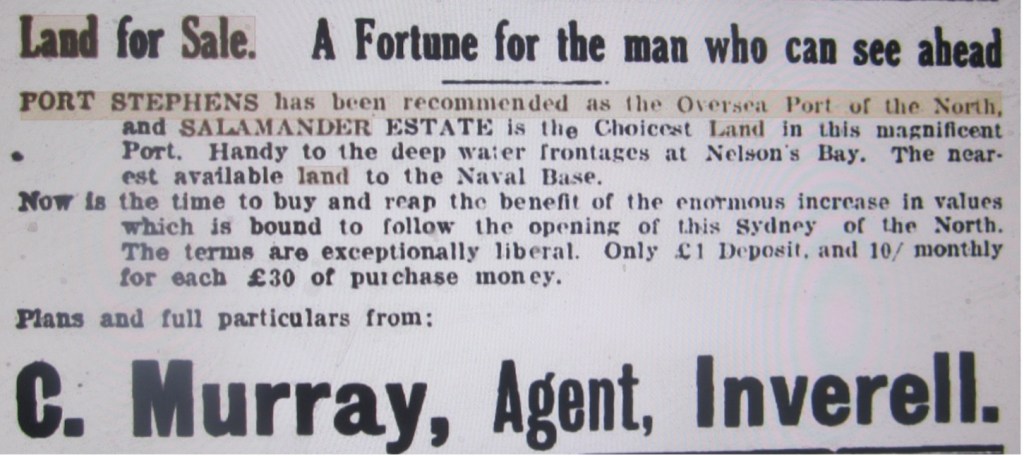 Land for Sale. A Fortune for the man who can see ahead
PORT STEPHENS has been recommended as the Oversea Port of the North,
and SALAMANDER ESTATE is the Choicest Land in this magnificent
Port. Handy to the deep water frontages at Nelson's Bay. The near-
est available land to the Naval Base.
Now is the time to buy and reap the benefit of the enormous increase in values
which is bound to follow the opening of this Sydney of the North.
The terms are exceptionally liberal. Only £1 Deposit, and 10/ monthly
for each £30 of purchase money.
Plans and full particulars from:
C. Murray, Agent, Inverell.